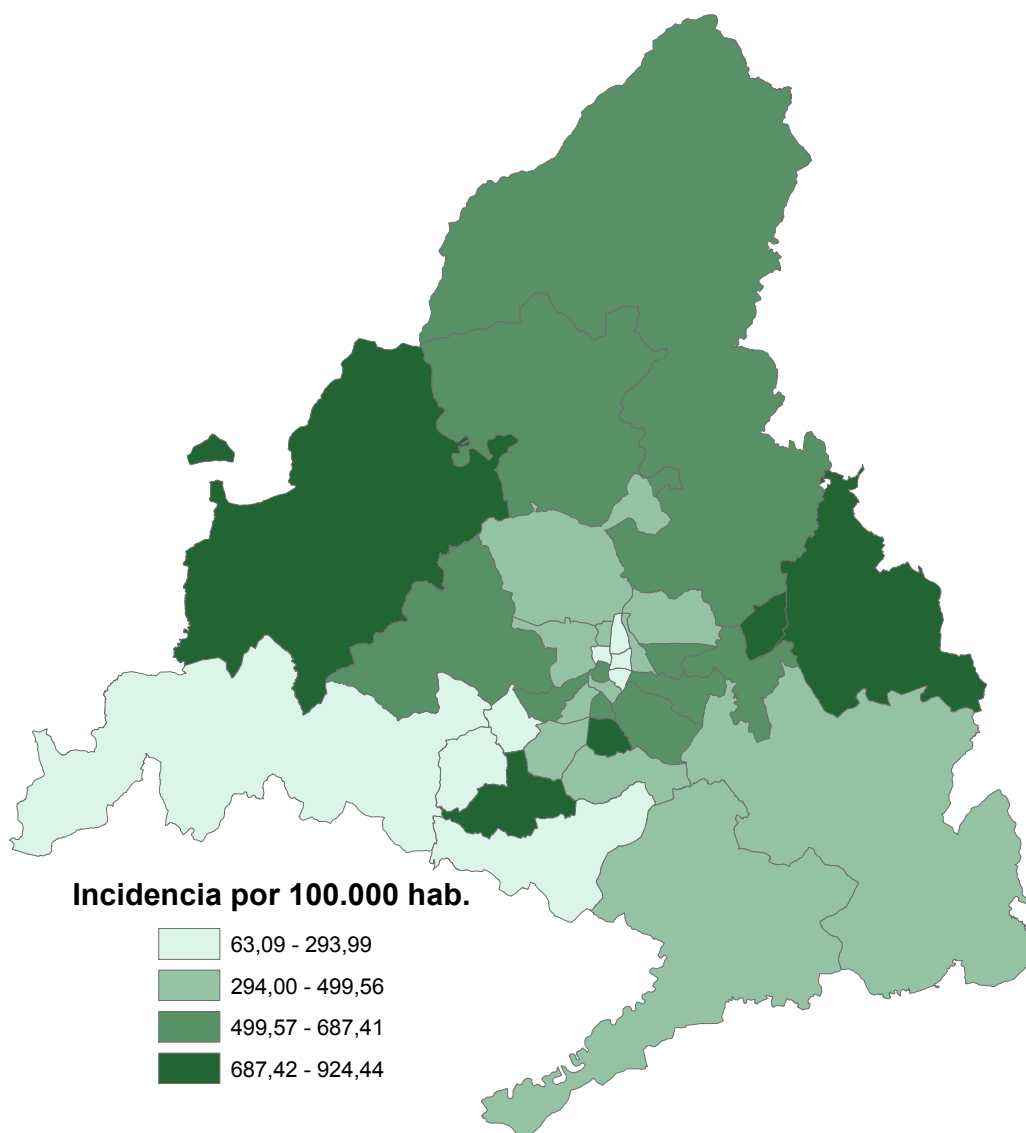 Incidencia por 100.000 hab.
63,09 - 293,99
294,00 - 499,56
499,57 - 687,41
687,42 - 924,44